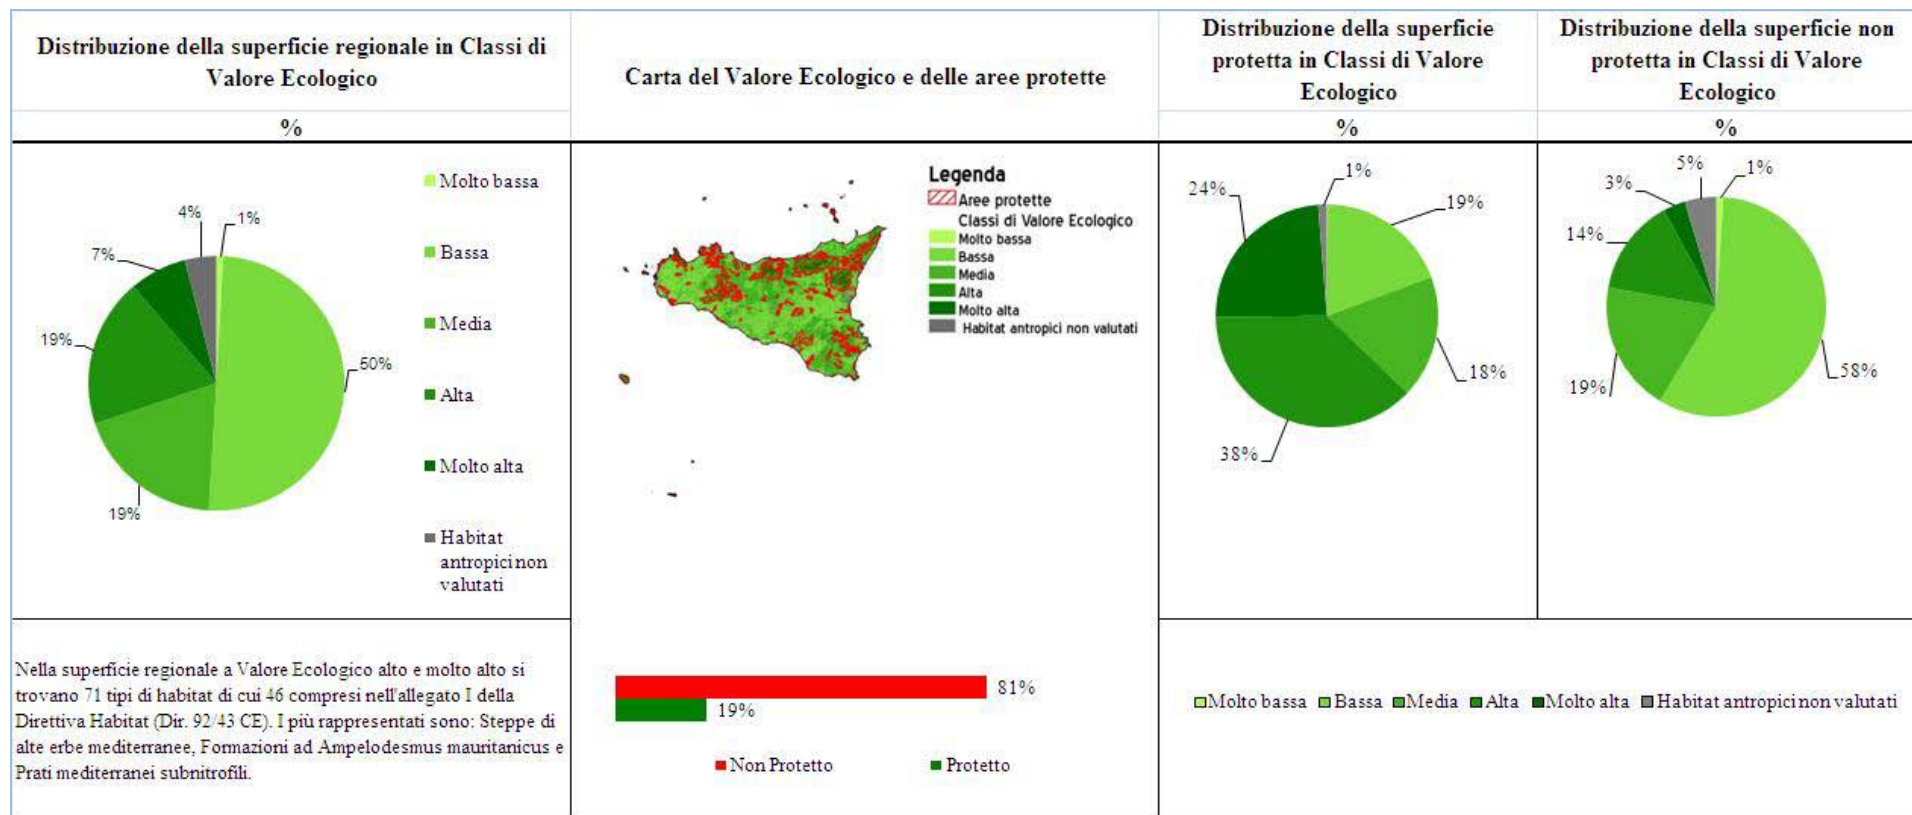 Distribuzione della superficie regionale in Classi di
Valore Ecologico
Carta del Valore Ecologico e delle aree protette
Distribuzione della superficie
protetta in Classi di Valore
Ecologico
Distribuzione della superficie non
protetta in Classi di Valore
Ecologico
%
%
%
4%
1%
7%
19%
50%
19%
Molto bassa
Bassa
Media
Alta
Molto alta
Habitat
antropici non
valutati
Legenda
Aree protette
Classi di Valore Ecologico
Molto bassa
Bassa
Media
Alta
Molto alta
Habitat antropici non valutati
1%
24%
19%
18%
38%
5%
1%
3%
14%
19%
58%
Nella superficie regionale a Valore Ecologico alto e molto alto si
trovano 71 tipi di habitat di cui 46 compresi nell'allegato I della
Direttiva Habitat (Dir. 92/43 CE). I più rappresentati sono: Steppe di
alte erbe mediterranee, Formazioni ad Ampelodesmus mauritanicus e
Prati mediterranei subnitrofili.
81%
19%
Non Protetto Protetto
Molto bassa Bassa Media Alta Molto alta Habitat antropici non valutati